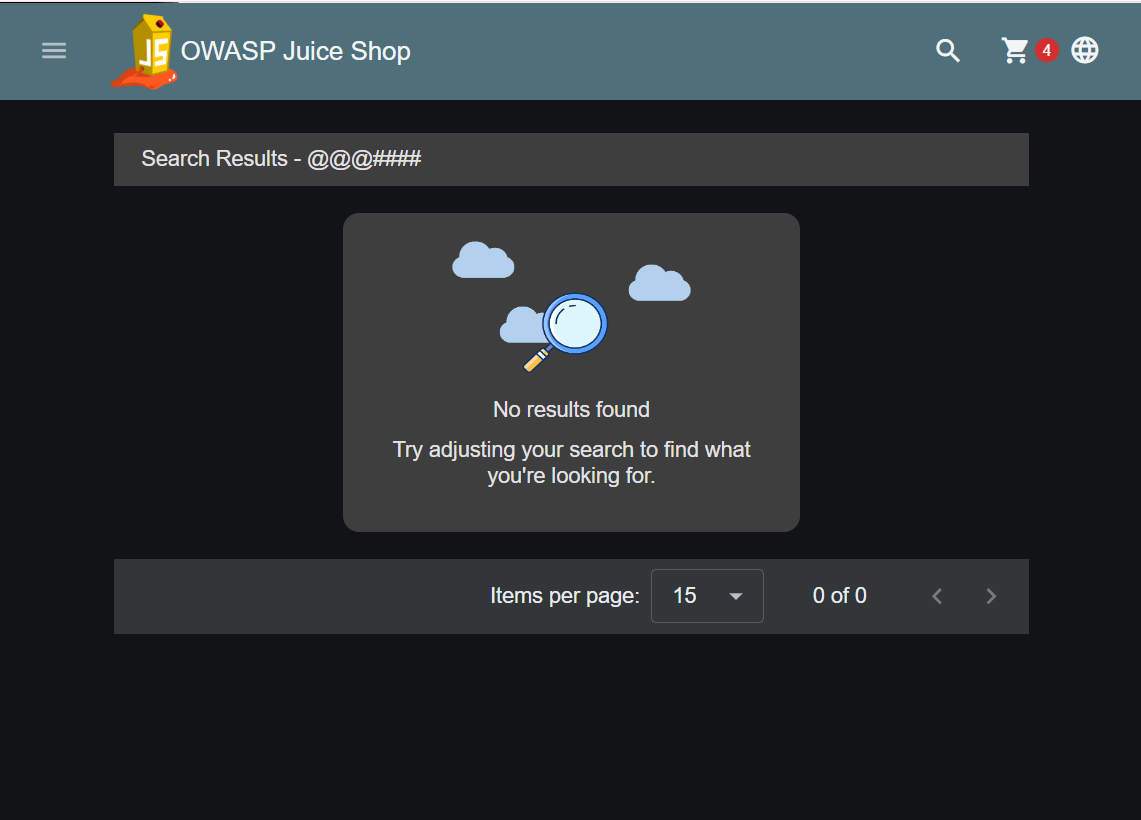 JS
OWASP Juice Shop
4
Search Results - @@@####
No results found
Try adjusting your search to find what
you're looking for.
Items per page: 15 0 of 0